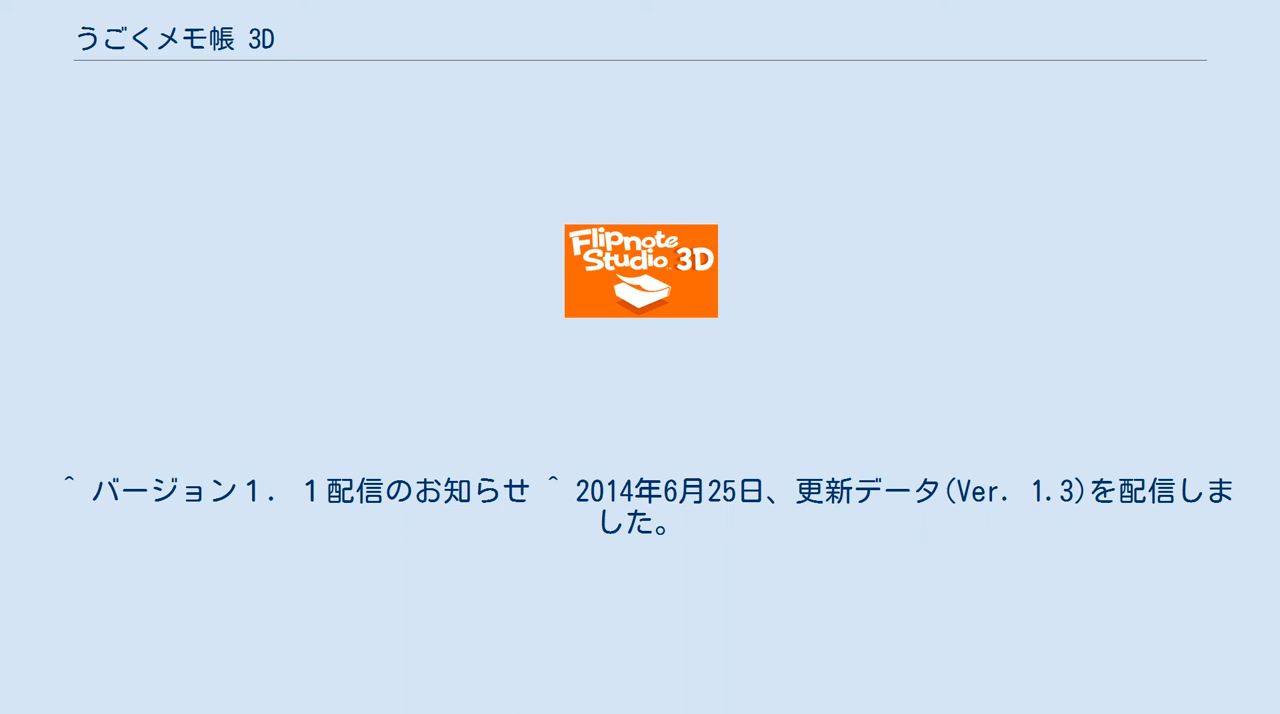 うごくメモ帳 3D
Flipnote
Studio 3D
^ バージョン１． １配信のお知らせ ^ 2014年6月25日、更新データ(Ver. 1.3)を配信しま
した。